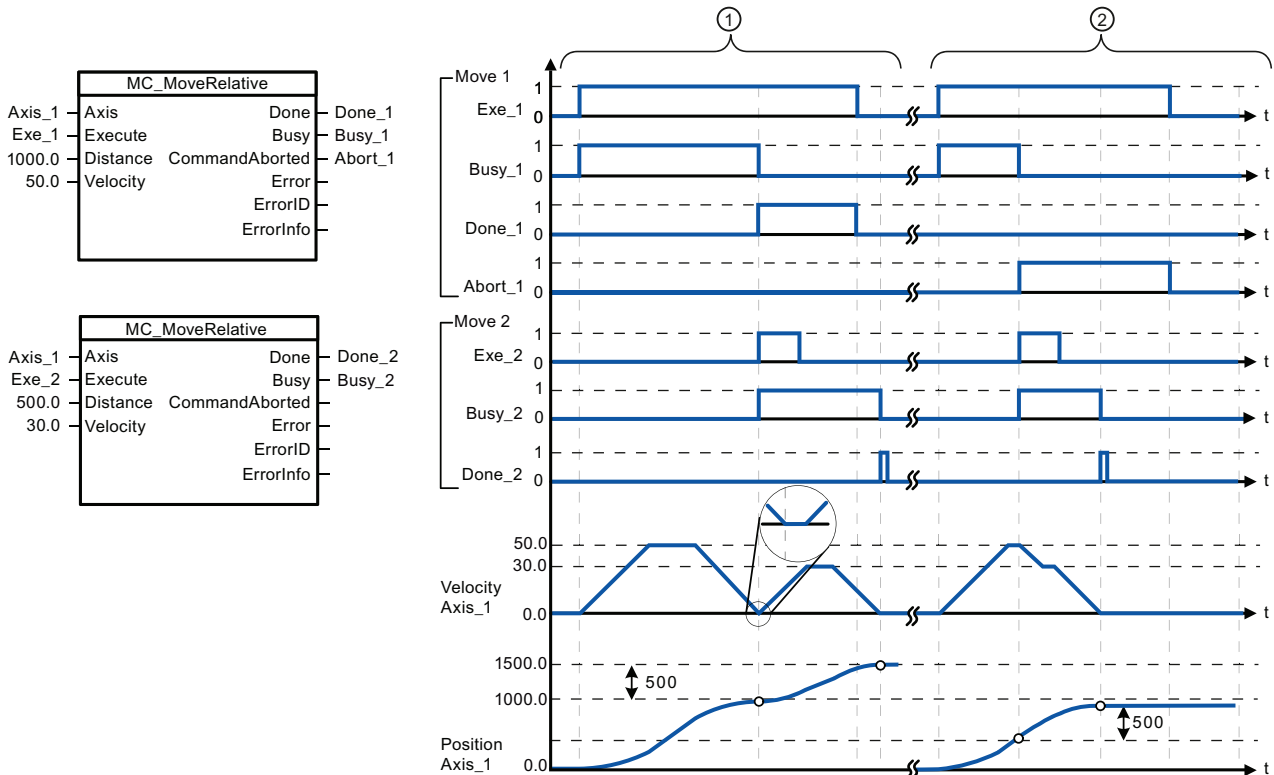 MC_MoveRelative
Axis_1 Axis Done Done_1
Exe_1 Execute Busy Busy_1
1000.0 Distance CommandAborted Abort_1
50.0 Velocity Error
ErrorID
ErrorInfo
MC_MoveRelative
Axis_1 Axis Done Done_2
Exe_2 Execute Busy Busy_2
500.0 Distance CommandAborted
30.0 Velocity Error
ErrorID
ErrorInfo
1 2
Move 1
1
Exe_1
0 t
1
Busy_1
0 t
1
Done_1
0 t
1
Abort_1
0 t
Move 2
1
Exe_2
0 t
1
Busy_2
0 t
1
Done_2
0 t
50.0
30.0
Velocity
Axis_1
0.0 t
1500.0
500
1000.0
500
Position
Axis_1
0.0 t